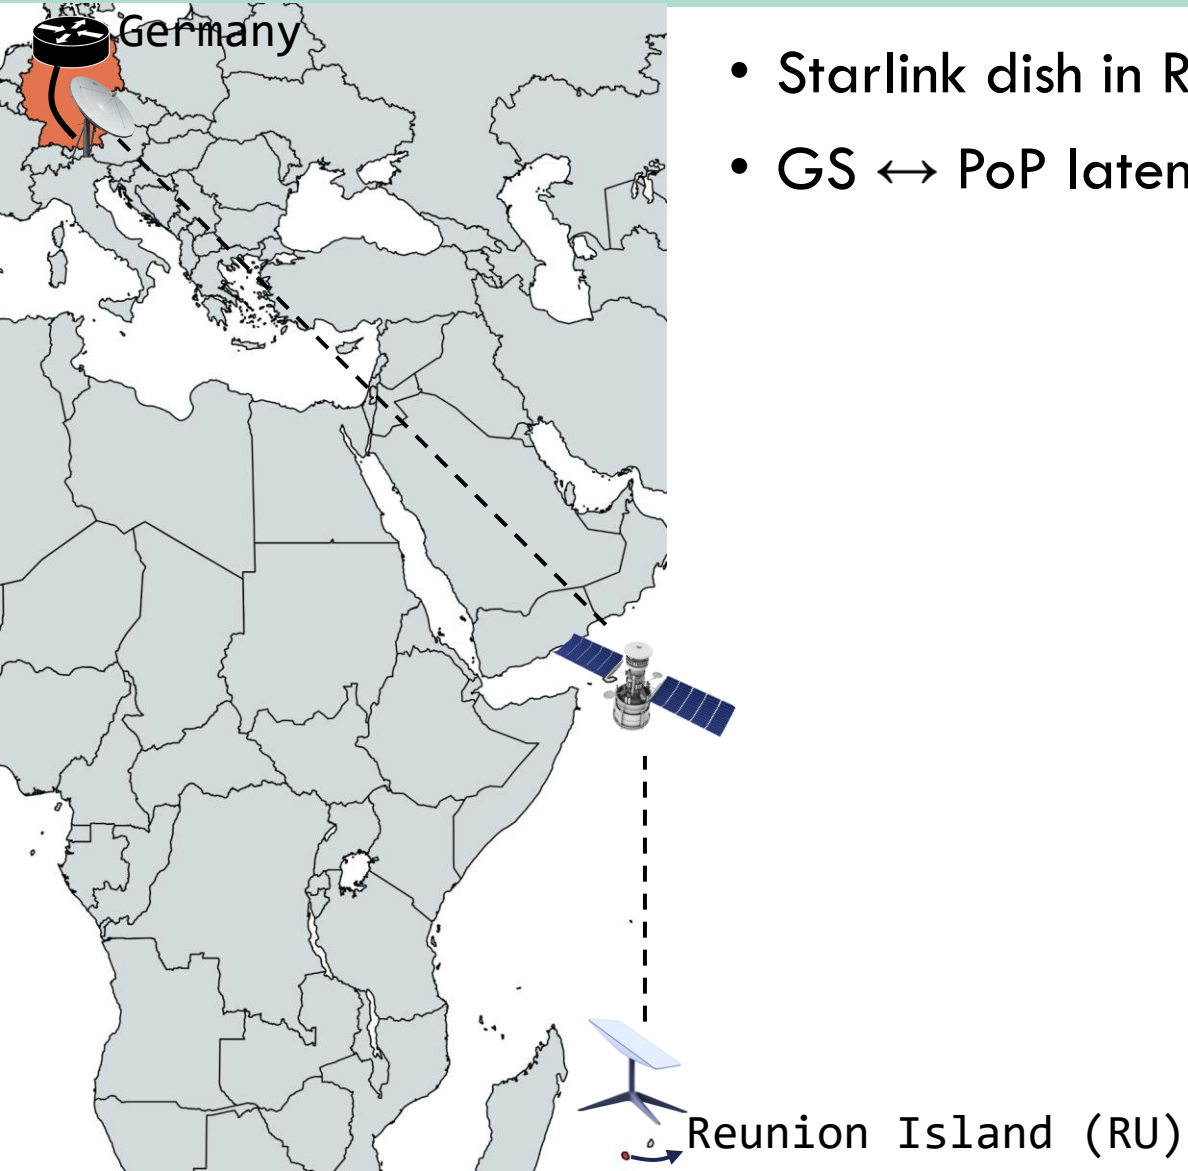 Germany
• Starlink dish in R
• GS ↔ PoP laten
Reunion Island (RU)